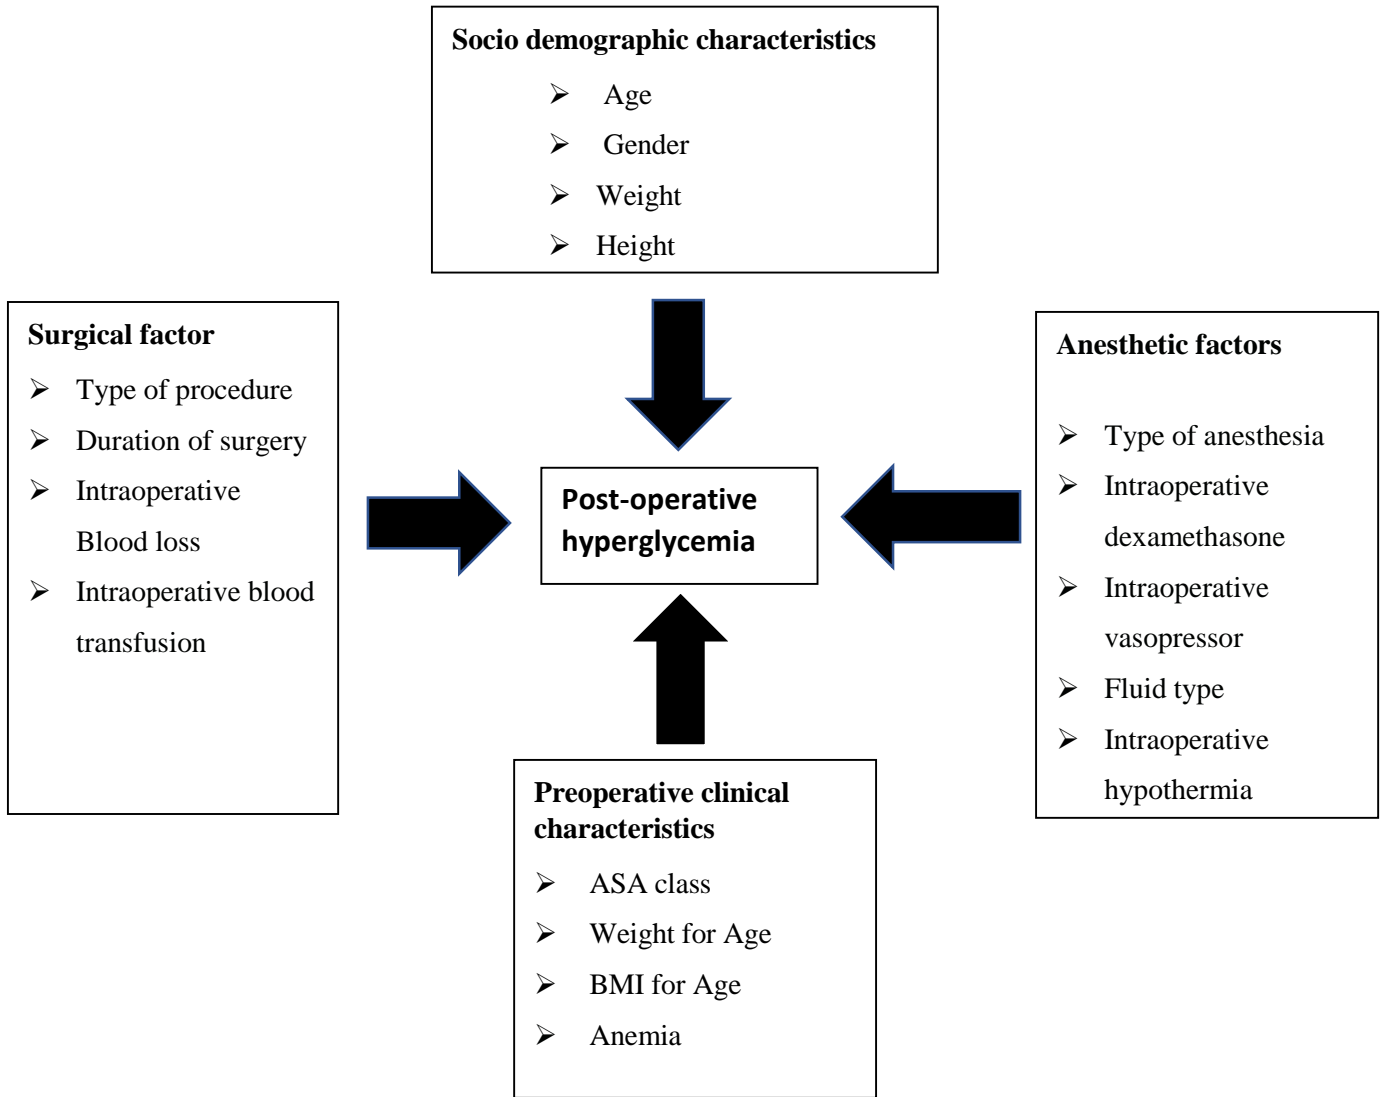 Socio demographic characteristics
➢ Age
➢ Gender
➢ Weight
➢ Height
Surgical factor
➢ Type of procedure
➢ Duration of surgery
➢ Intraoperative
Blood loss
➢ Intraoperative blood
transfusion
Post-operative
hyperglycemia
Anesthetic factors
➢ Type of anesthesia
➢ Intraoperative
dexamethasone
➢ Intraoperative
vasopressor
➢ Fluid type
➢ Intraoperative
hypothermia
Preoperative clinical
characteristics
➢ ASA class
➢ Weight for Age
➢ BMI for Age
➢ Anemia